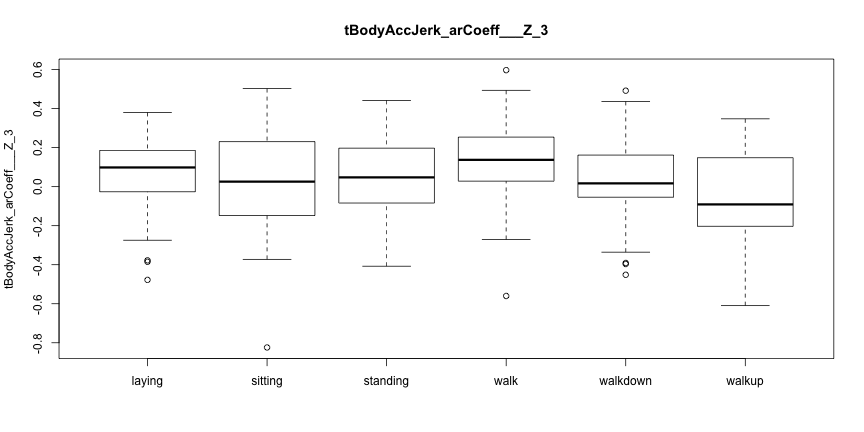 tBodyAccJerk_arCoeff___Z_3
tBodyAccJerk_arCoeff___Z_3
0.6
0.4
0.2
0.0
-0.2
-0.4
-0.6
-0.8
laying sitting standing walk walkdown walkup